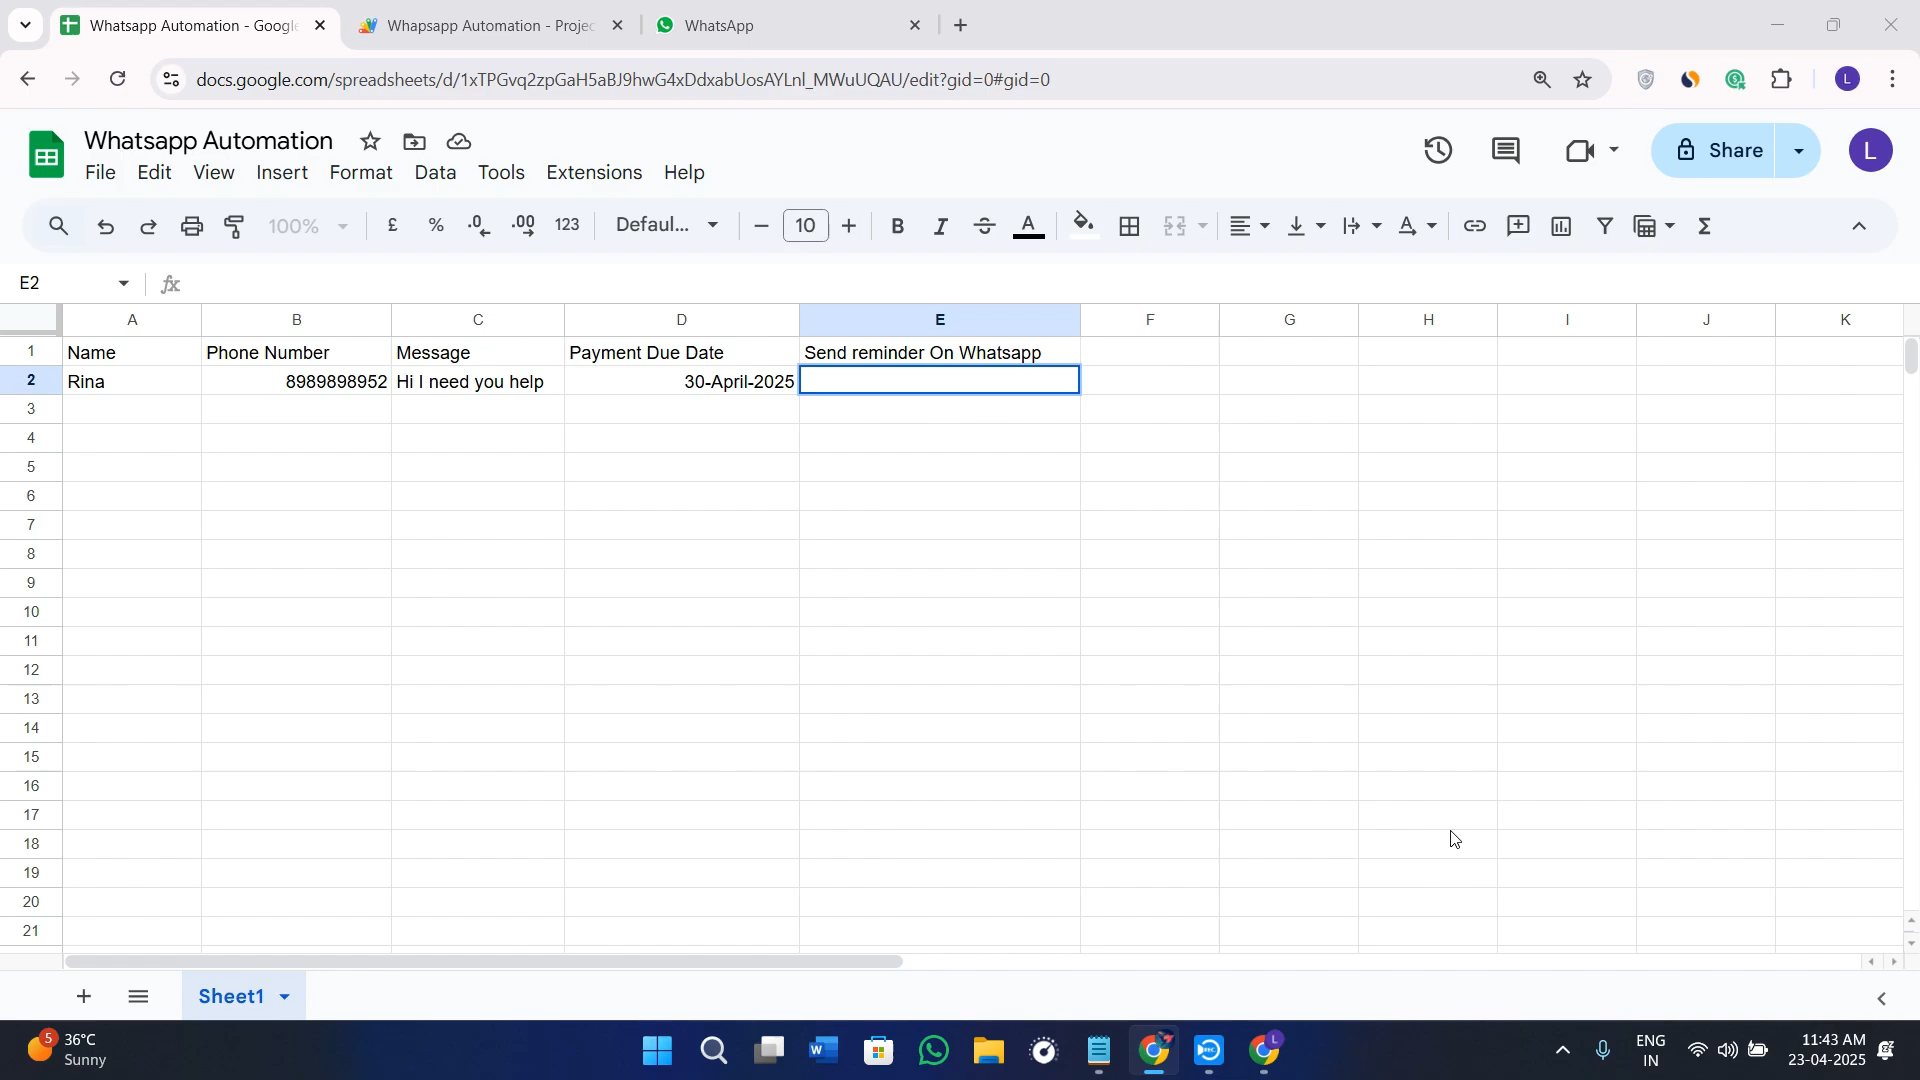 Whatsapp Automation - Google
Whapsapp Automation - Projec
WhatsApp
docs.google.com/spreadsheets/d/1xTPGvq2zpGaH5aBJ9hwG4xDdxabUosAYLnl_MWuUQAU/edit?gid=0#gid=0
L
Whatsapp Automation
File Edit View Insert Format Data Tools Extensions Help
Share
L
100% £ % .0 .00 123 Defaul... 10 B I A
E2 fx
A B C D E F G H I J K
1 Name Phone Number Message Payment Due Date Send reminder On Whatsapp
2 Rina 8989898952 Hi I need you help 30-April-2025
3
4
5
6
7
8
9
10
11
12
13
14
15
16
17
18
19
20
21
Sheet1
5 36°C
Sunny
ENG
IN
11:43 AM
23-04-2025